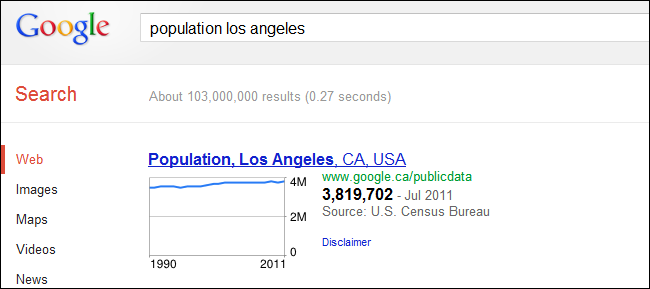 Google
population los angeles
Search
About 103,000,000 results (0.27 seconds)
Web
Images
Maps
Videos
News
Population, Los Angeles, CA, USA
www.google.ca/publicdata
3,819,702 - Jul 2011
Source: U.S. Census Bureau
Disclaimer
4M
2M
0
1990 2011